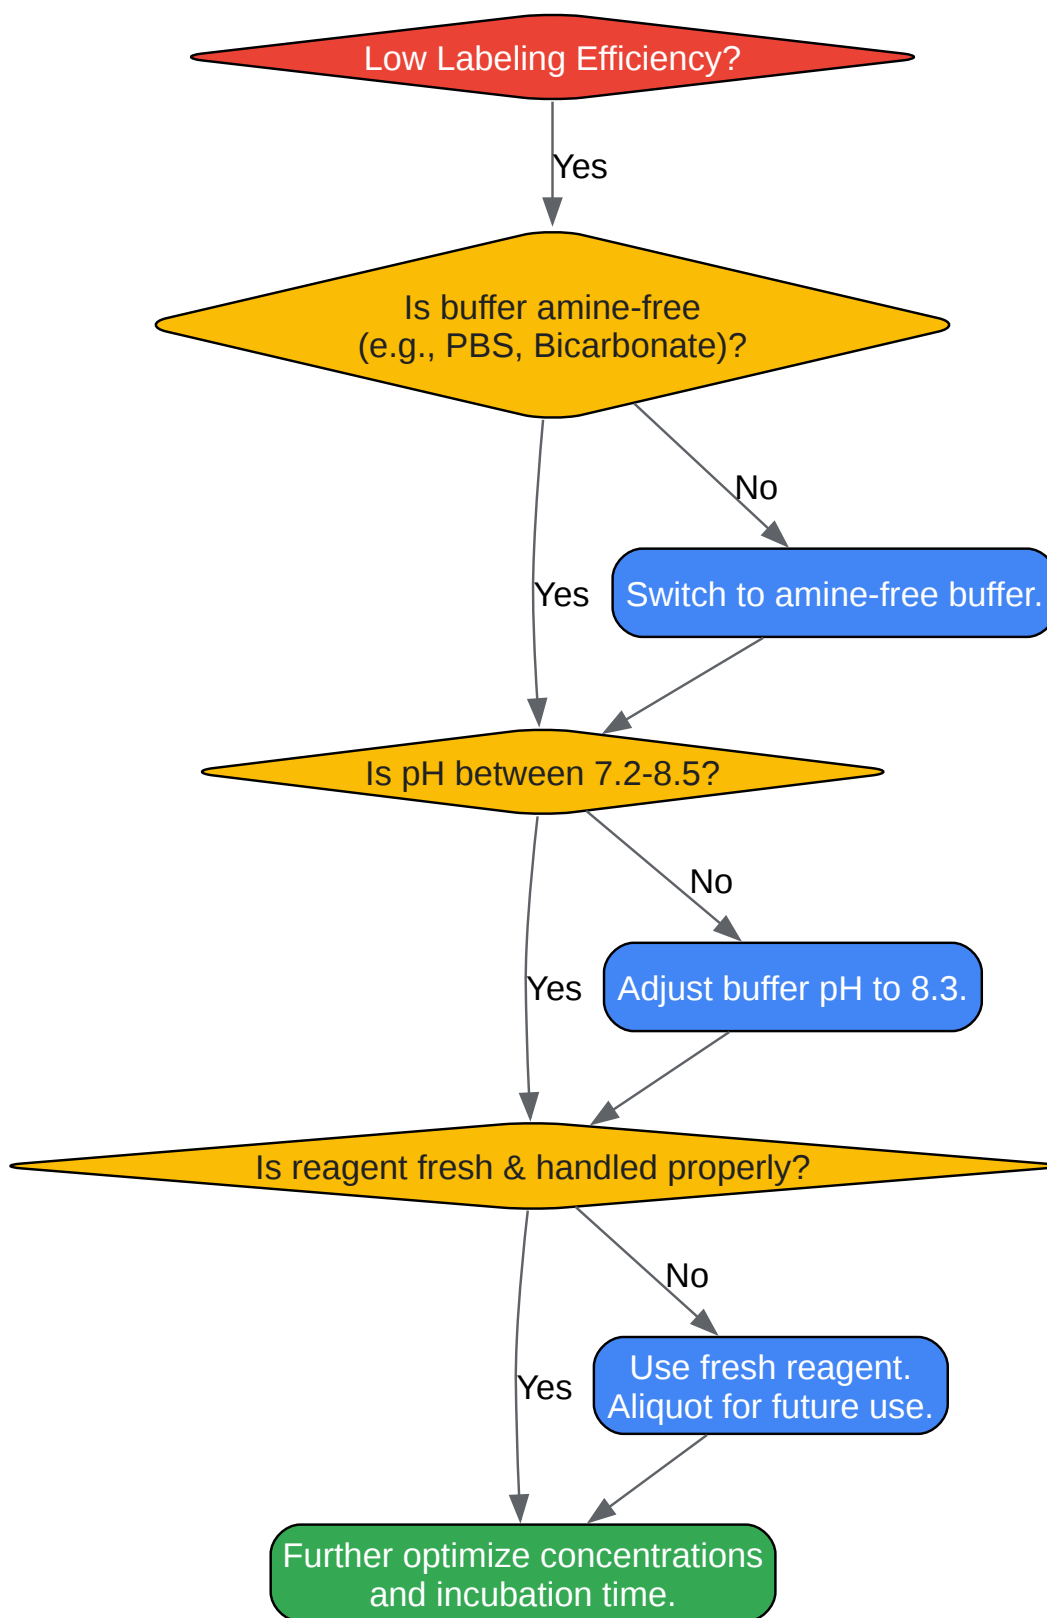 Low Labeling Efficiency?
Yes
Is buffer amine-free
(e.g., PBS, Bicarbonate)?
No
Yes
Switch to amine-free buffer.
Is pH between 7.2-8.5?
No
Yes
Adjust buffer pH to 8.3.
Is reagent fresh & handled properly?
No
Yes
Use fresh reagent.
Aliquot for future use.
Further optimize concentrations
and incubation time.